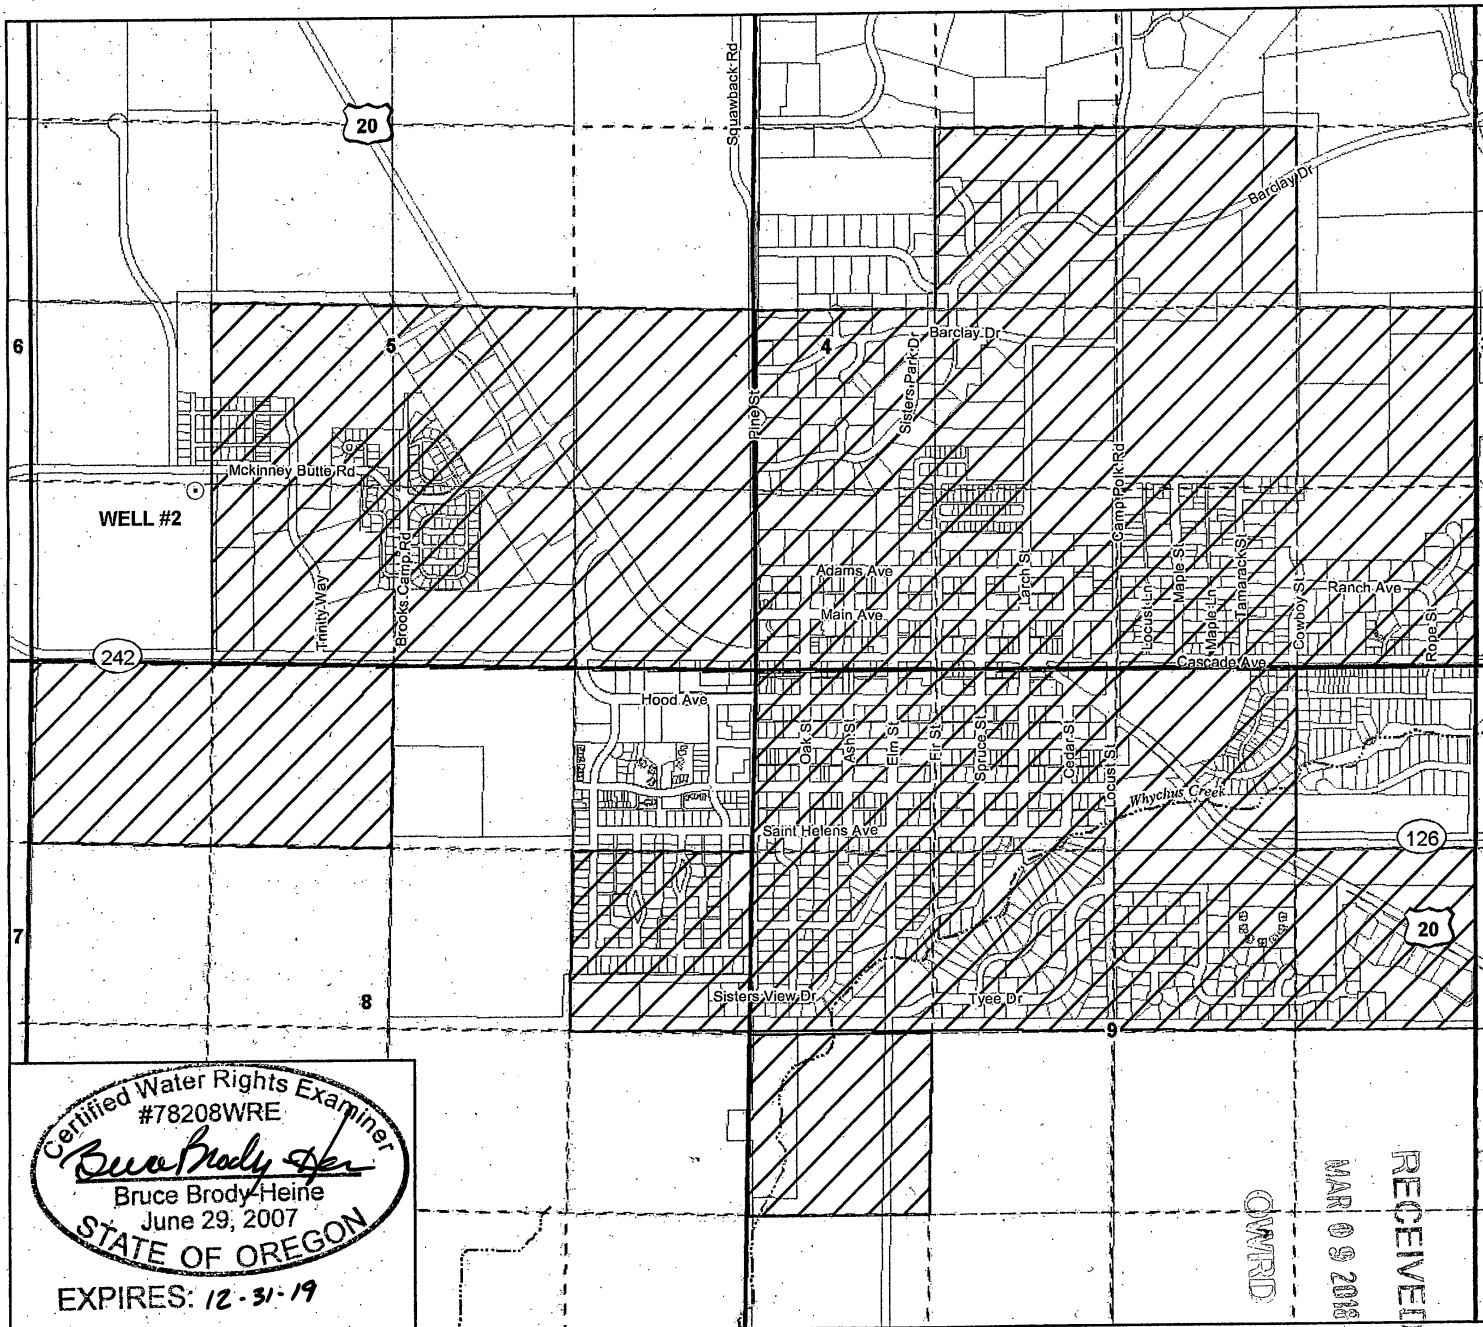 Squawback Rd
20
Barclay Dr
6
5
4
Barclay Dr
Sisters Park Dr
Pine St
Mckinney Butte Rd
Camp Polk Rd
WELL #2
Adams Ave
Larch St
Maple St
Tamarack St
Ranch Ave
Trinity Way
Brooks Camp Rd
Main Ave
Locust Ln
Maple Ln
Cowboy St
Rope St
242
Cascade Ave
Hood Ave
Oak St
Ash St
Elm St
Fir St
Spruce St
Cedar St
Locust St
Whychus Creek
Saint Helens Ave
126
7
20
8
Sisters View Dr
Tyee Dr
9
Certified Water Rights Examiner
#78208WRE
Bruce Brody-Heine
June 29, 2007
STATE OF OREGON
EXPIRES: 12-31-19
RECEIVED
MAR 09 2018
OWRD